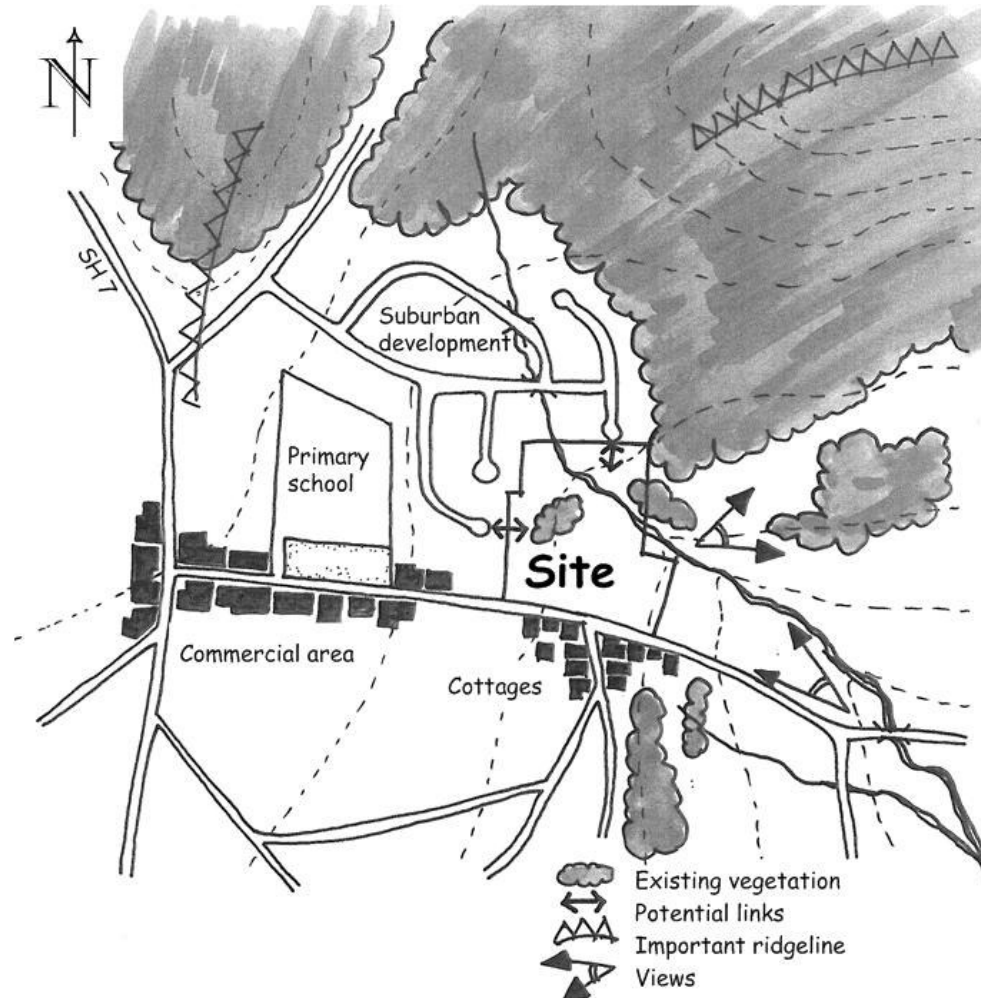 N
SH 7
Suburban
development
Primary
school
Site
Commercial area
Cottages
Existing vegetation
Potential links
Important ridgeline
Views